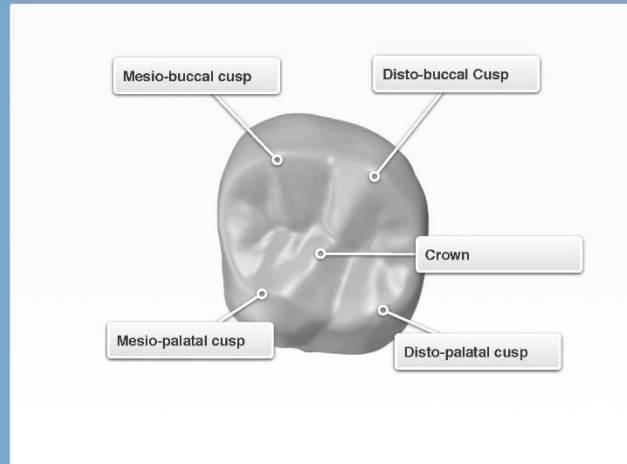 Mesio-buccal cusp
Disto-buccal Cusp
Crown
Mesio-palatal cusp
Disto-palatal cusp